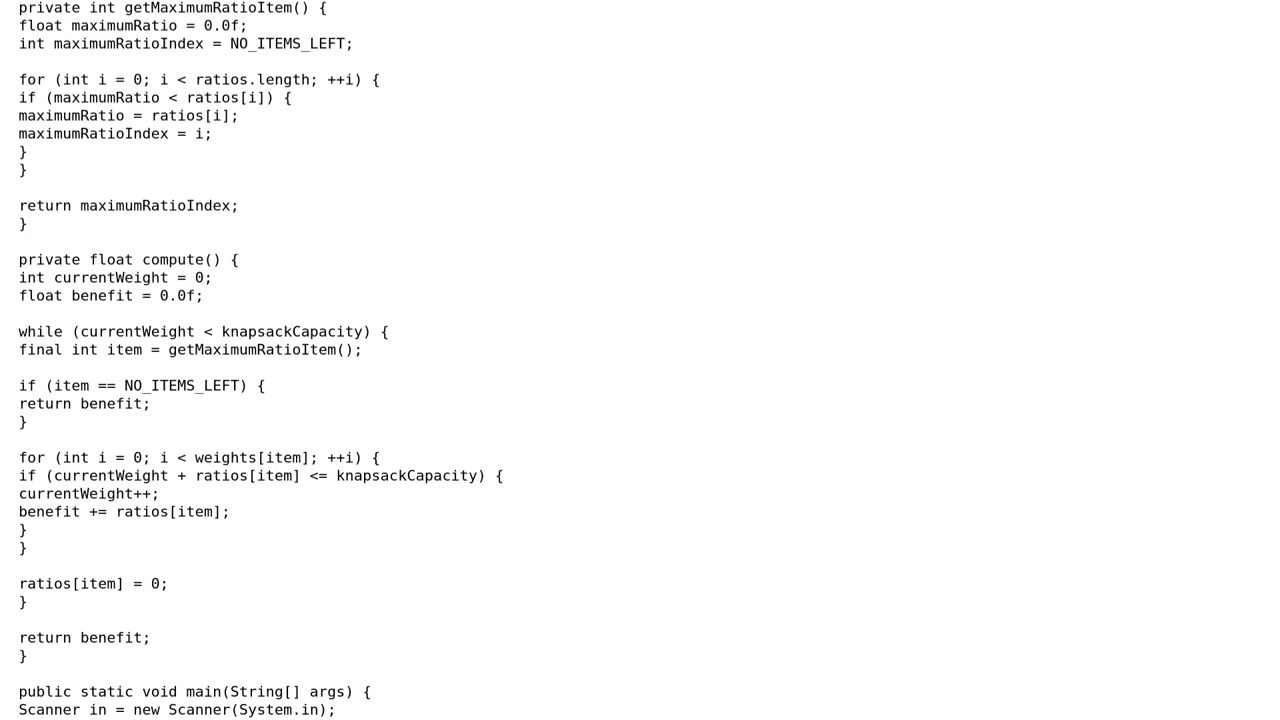 private int getMaximumRatioItem() {
float maximumRatio = 0.0f;
int maximumRatioIndex = NO_ITEMS_LEFT;

for (int i = 0; i < ratios.length; ++i) {
if (maximumRatio < ratios[i]) {
maximumRatio = ratios[i];
maximumRatioIndex = i;
}
}

return maximumRatioIndex;
}

private float compute() {
int currentWeight = 0;
float benefit = 0.0f;

while (currentWeight < knapsackCapacity) {
final int item = getMaximumRatioItem();

if (item == NO_ITEMS_LEFT) {
return benefit;
}

for (int i = 0; i < weights[item]; ++i) {
if (currentWeight + ratios[item] <= knapsackCapacity) {
currentWeight++;
benefit += ratios[item];
}
}

ratios[item] = 0;
}

return benefit;
}

public static void main(String[] args) {
Scanner in = new Scanner(System.in);